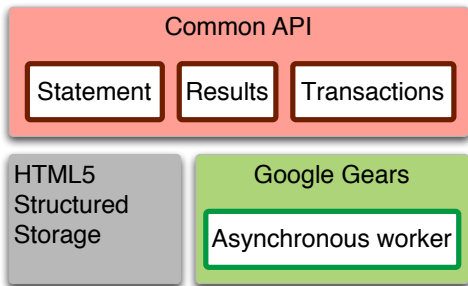 Common API
Statement Results Transactions
HTML5
Structured
Storage
Google Gears
Asynchronous worker